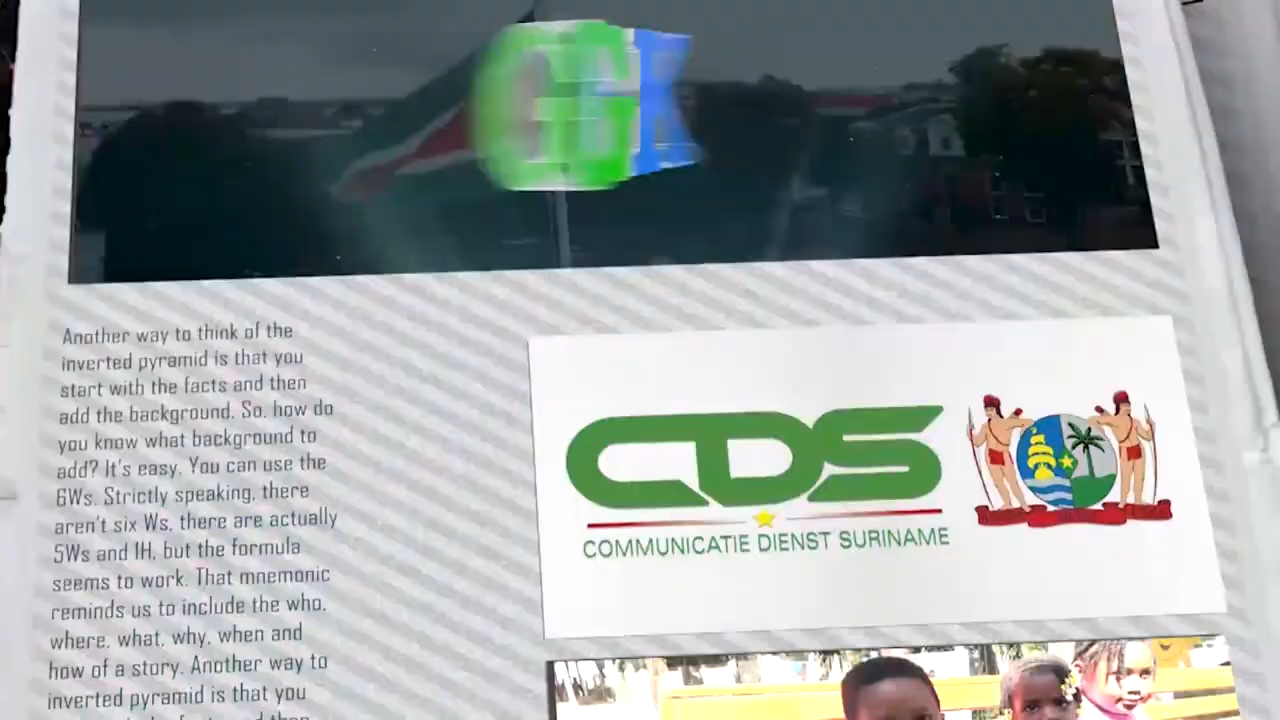 Another way to think of the
inverted pyramid is that you
start with the facts and then
add the background. So, how do
you know what background to
add? It's easy. You can use the
6Ws. Strictly speaking, there
aren't six Ws, there are actually
5Ws and 1H, but the formula
seems to work. That mnemonic
reminds us to include the who,
where, what, why, when and
how of a story. Another way to
inverted pyramid is that you
CDS
COMMUNICATIE DIENST SURINAME